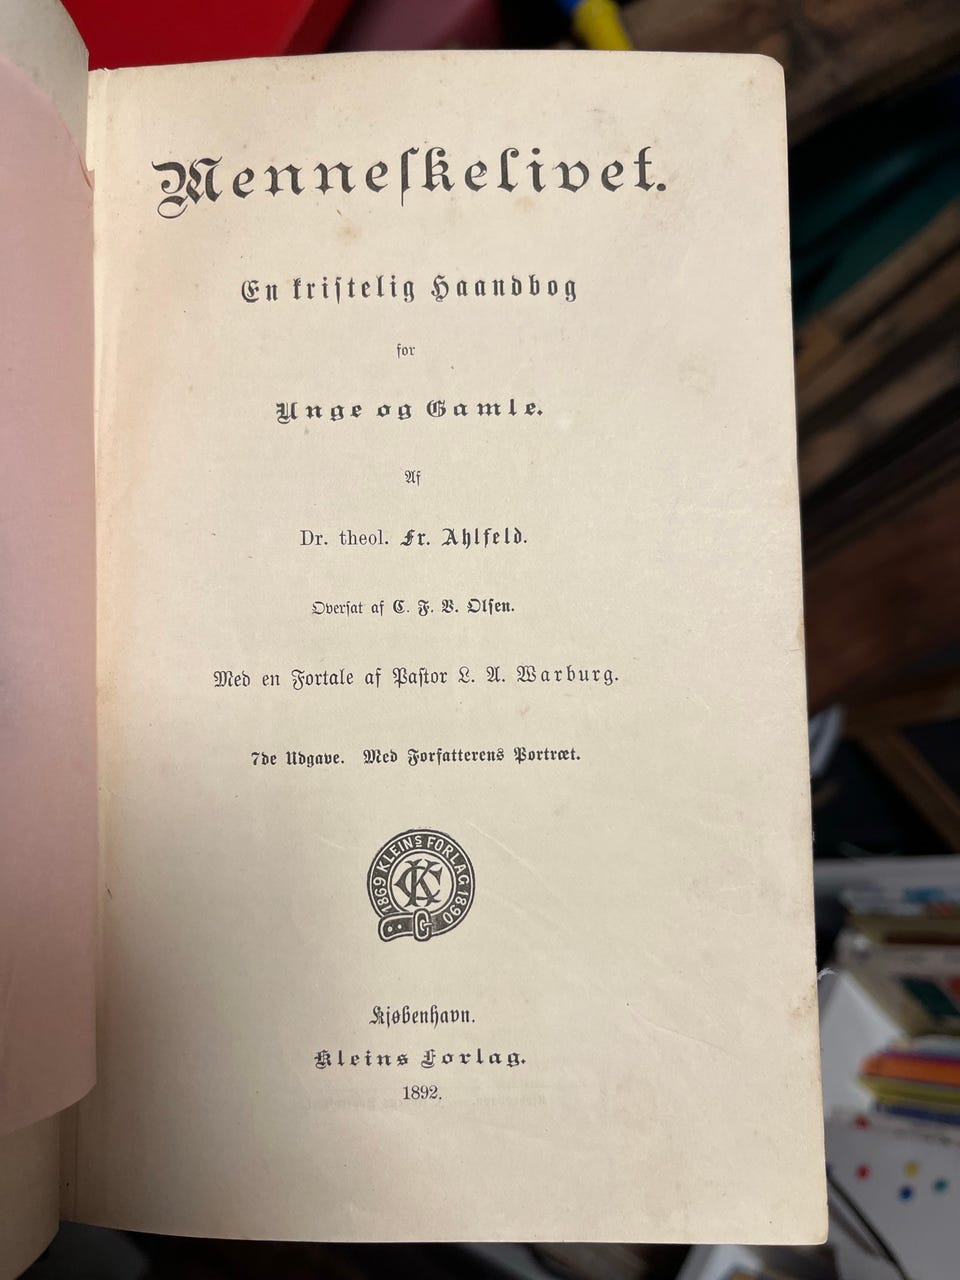 Menneskelivet.
En kristelig Haandbog
for
Unge og Gamle.
Af
Dr. theol. Fr. Ahlfeld.
Oversat af C. F. V. Olsen.
Med en Fortale af Pastor L. A. Warburg.
7de Udgave. Med Forfatterens Portræt.
1869 KLEINS FORLAG 1890
CK
Kjøbenhavn.
Kleins Forlag.
1892.